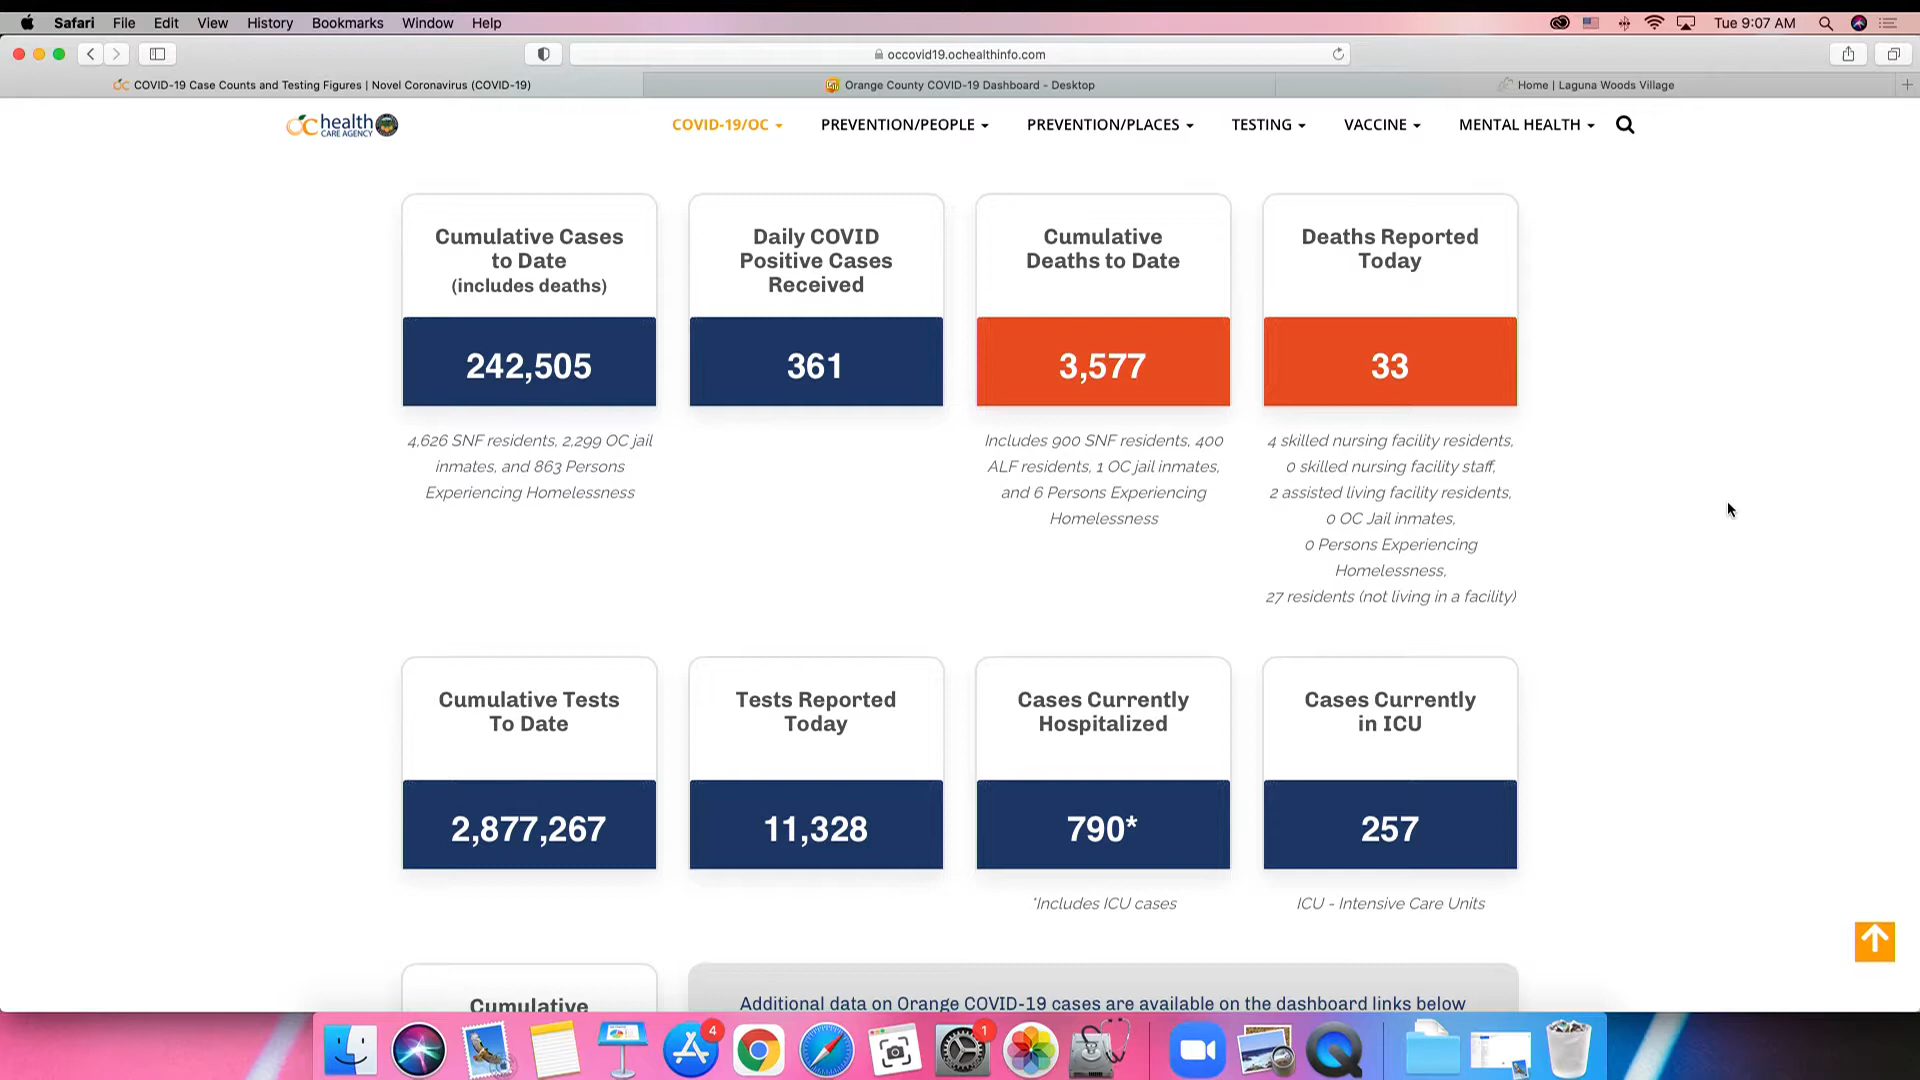 Safari File Edit View History Bookmarks Window Help Tue 9:07 AM
occovid19.ochealthinfo.com
COVID-19 Case Counts and Testing Figures | Novel Coronavirus (COVID-19)
Orange County COVID-19 Dashboard - Desktop
Home | Laguna Woods Village
OC health
CARE AGENCY
COVID-19/OC
PREVENTION/PEOPLE
PREVENTION/PLACES
TESTING
VACCINE
MENTAL HEALTH
Cumulative Cases
to Date
(includes deaths)
242,505
4,626 SNF residents, 2,299 OC jail
inmates, and 863 Persons
Experiencing Homelessness
Daily COVID
Positive Cases
Received
361
Cumulative
Deaths to Date
3,577
Includes 900 SNF residents, 400
ALF residents, 1 OC jail inmates,
and 6 Persons Experiencing
Homelessness
Deaths Reported
Today
33
4 skilled nursing facility residents,
0 skilled nursing facility staff,
2 assisted living facility residents,
0 OC Jail inmates,
0 Persons Experiencing
Homelessness,
27 residents (not living in a facility)
Cumulative Tests
To Date
2,877,267
Tests Reported
Today
11,328
Cases Currently
Hospitalized
790*
*Includes ICU cases
Cases Currently
in ICU
257
ICU - Intensive Care Units
Cumulative
Additional data on Orange COVID-19 cases are available on the dashboard links below
4
1